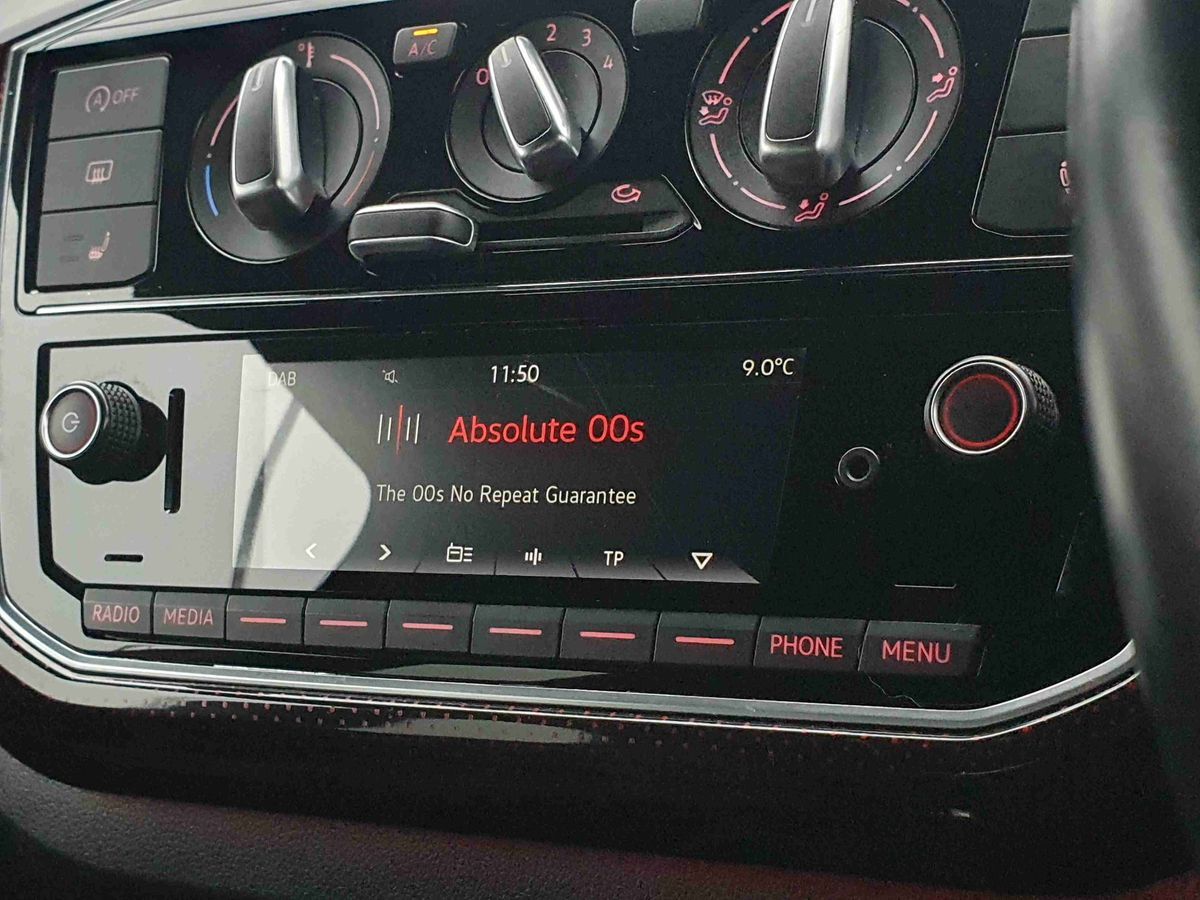 A OFF
A/C
0 2 3 4
DAB 11:50 9.0°C
Absolute 00s
The 00s No Repeat Guarantee
< > TP
RADIO MEDIA PHONE MENU